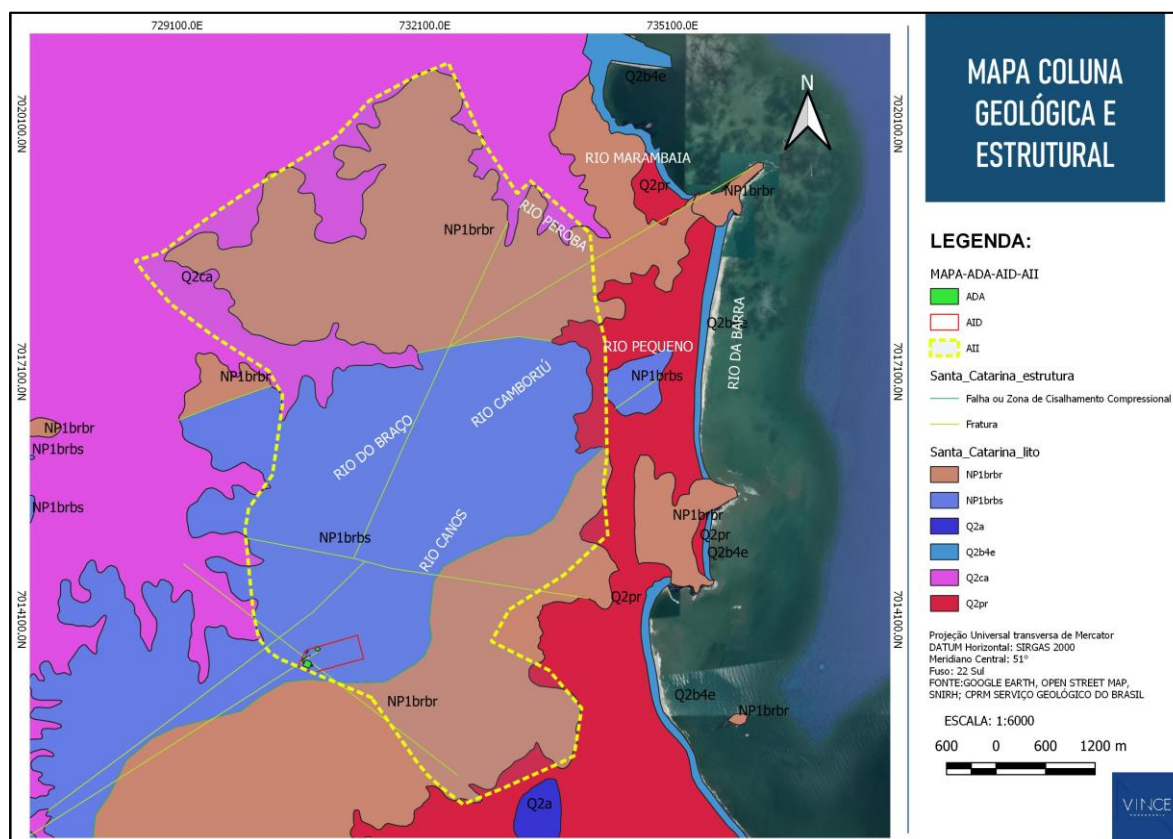 729100.0E
732100.0E
735100.0E
7020100.0N
7017100.0N
7014100.0N
7020100.0N
7017100.0N
7014100.0N
Q2b4e
N
RIO MARAMBAIA
Q2pr
NP1brbr
NP1brbr
RIO PEROBA
Q2ca
Q2b4e
RIO DA BARRA
RIO PEQUENO
NP1brbs
NP1brbr
RIO CAMBORIÚ
RIO DO BRAÇO
NP1brbr
NP1brbs
NP1brbs
NP1brbs
RIO CANOS
NP1brbr
Q2pr
Q2b4e
Q2pr
NP1brbr
Q2b4e
NP1brbr
Q2a
MAPA COLUNA
GEOLÓGICA E
ESTRUTURAL
LEGENDA:
MAPA-ADA-AID-AII
ADA
AID
AII
Santa_Catarina_estrutura
Falha ou Zona de Cisalhamento Compressional
Fratura
Santa_Catarina_lito
NP1brbr
NP1brbs
Q2a
Q2b4e
Q2ca
Q2pr
Projeção Universal transversa de Mercator
DATUM Horizontal: SIRGAS 2000
Meridiano Central: 51°
Fuso: 22 Sul
FONTE:GOOGLE EARTH, OPEN STREET MAP,
SNIRH; CPRM SERVIÇO GEOLÓGICO DO BRASIL
ESCALA: 1:6000
600 0 600 1200 m
VINCE